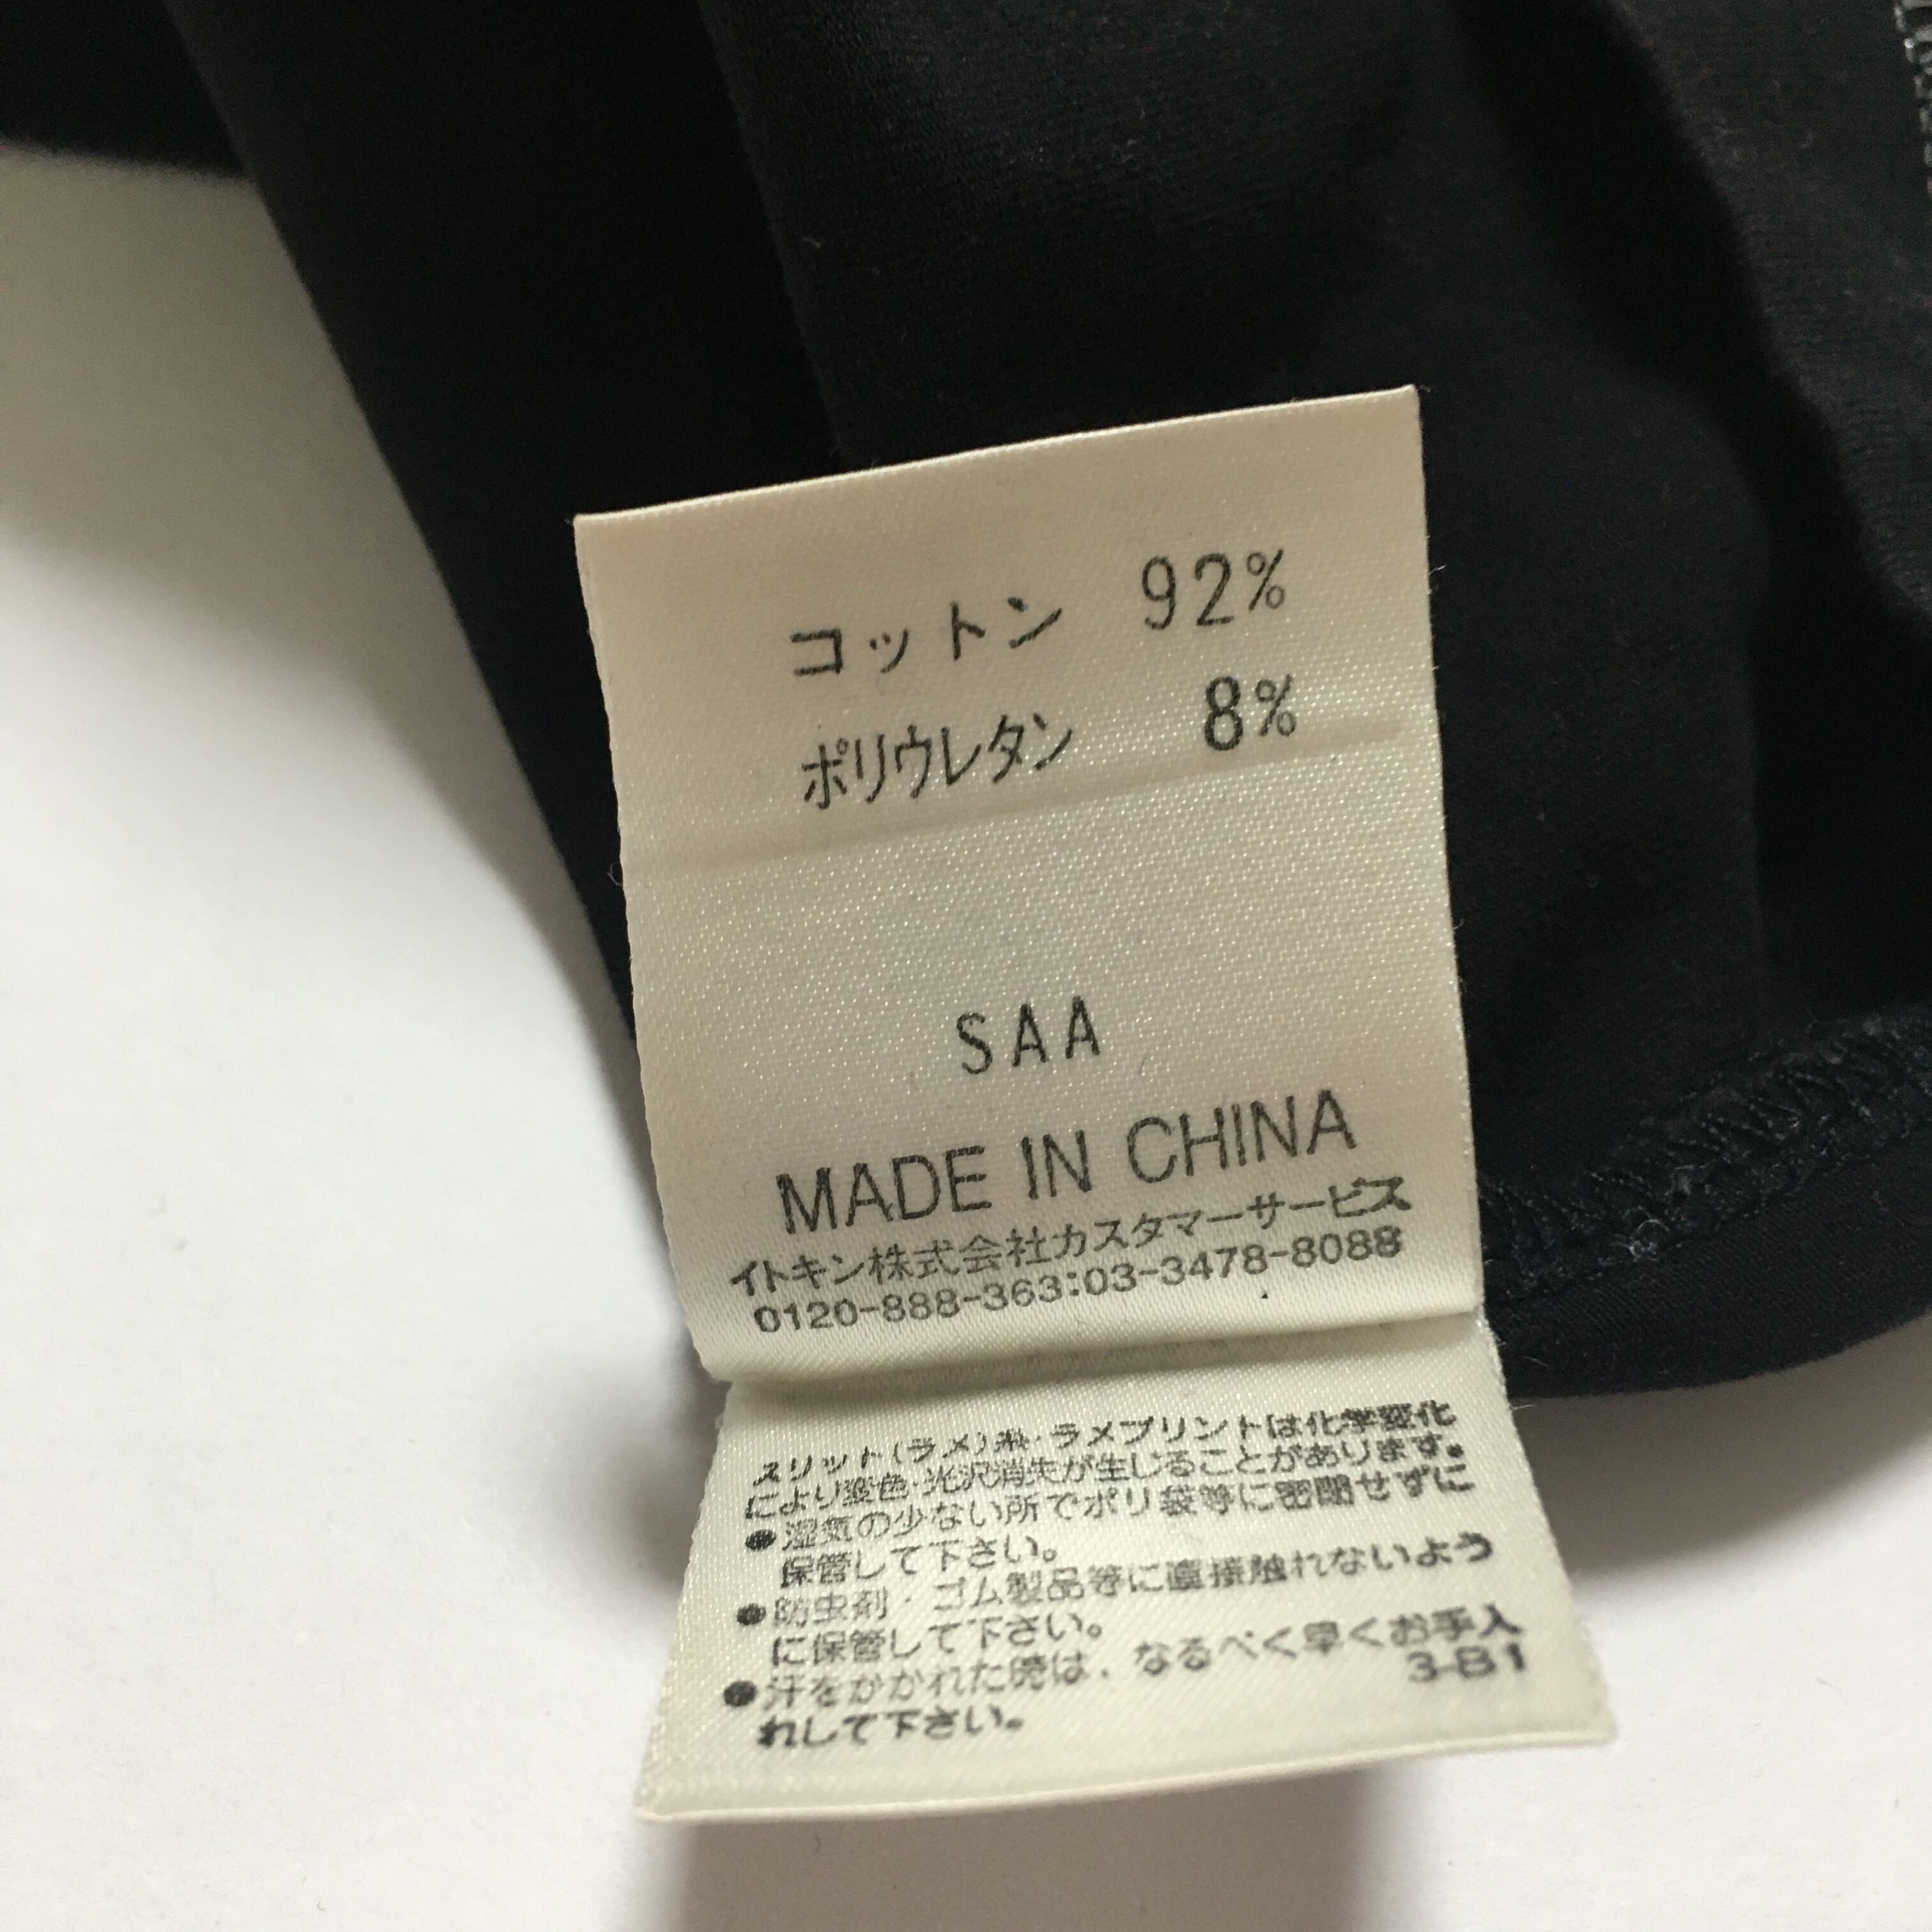 コットン 92%
ポリウレタン 8%
SAA
MADE IN CHINA
イトキン株式会社カスタマーサービス
0120-888-363:03-3478-8088
スリット(ラメ)糸・ラメプリントは化学変化
により変色・光沢消失が生じることがあります。
●湿気の少ない所でポリ袋等に密閉せずに
保管して下さい。
●防虫剤・ゴム製品等に直接触れないよう
に保管して下さい。
●汗をかかれた時は、なるべく早くお手入
れして下さい。
3-B1